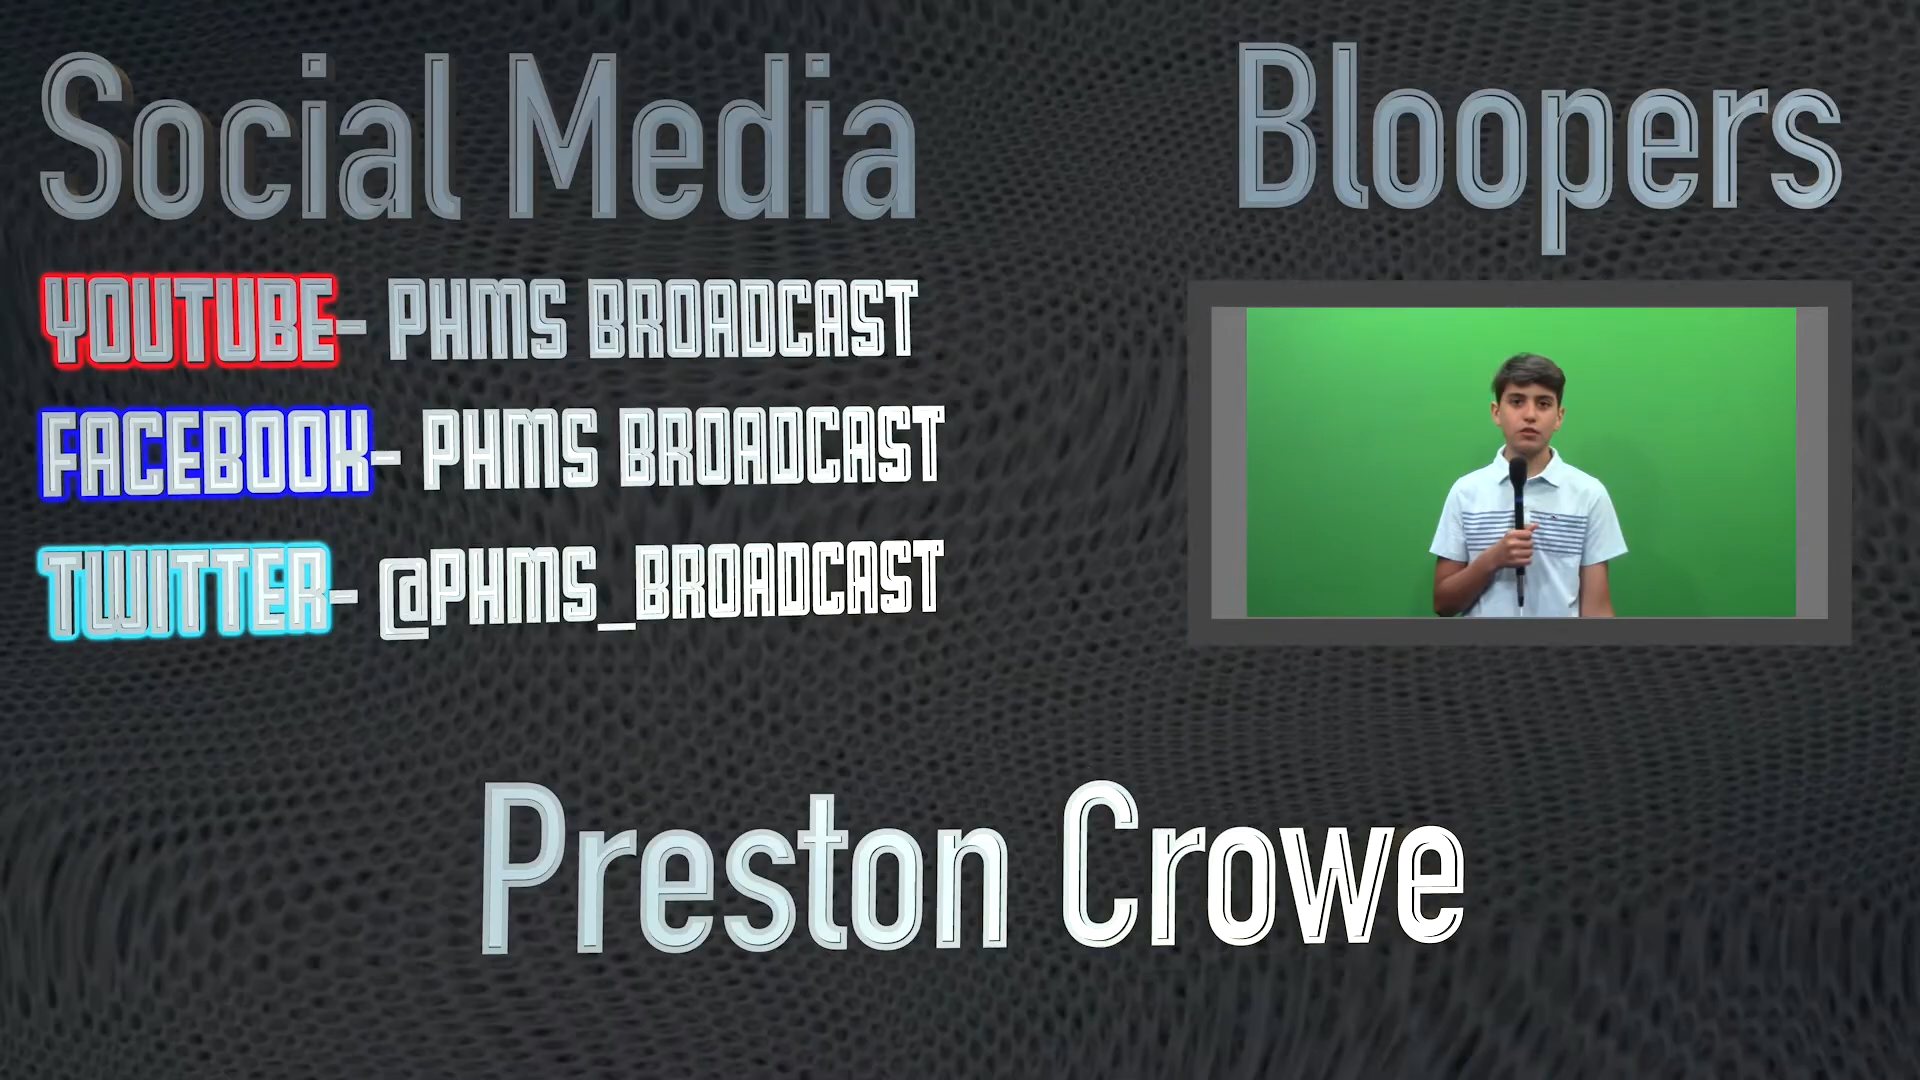 Social Media
YOUTUBE- PHMS BROADCAST
FACEBOOK- PHMS BROADCAST
TWITTER- @PHMS_BROADCAST
Bloopers
Preston Crowe